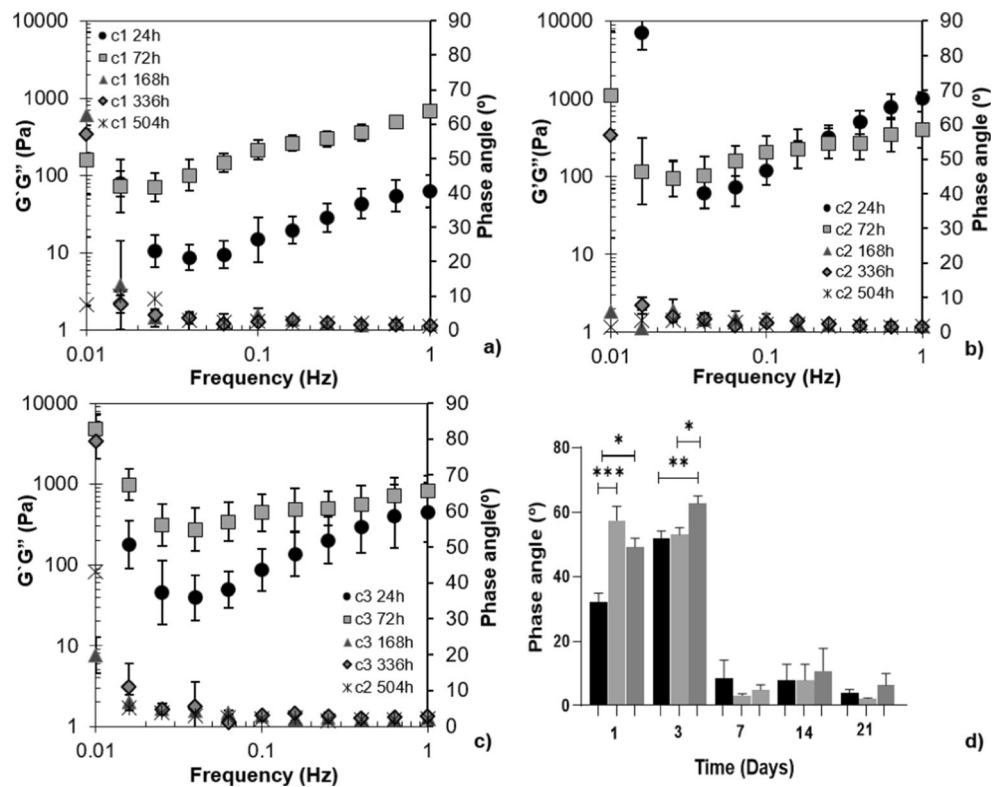 10000
1000
100
10
1
G`G” (Pa)
c1 24h
c1 72h
c1 168h
c1 336h
c1 504h
90
80
70
60
50
40
30
20
10
0
Phase angle (º)
0.01
0.1
1
Frequency (Hz)
a)
10000
1000
100
10
1
G’G”(Pa)
c2 24h
c2 72h
c2 168h
c2 336h
c2 504h
90
80
70
60
50
40
30
20
10
0
Phase angle (º)
0.01
0.1
1
Frequency (Hz)
b)
10000
1000
100
10
1
G`G” (Pa)
c3 24h
c3 72h
c3 168h
c3 336h
c2 504h
90
80
70
60
50
40
30
20
10
0
Phase angle(º)
0.01
0.1
1
Frequency (Hz)
c)
80
60
40
20
0
Phase angle (º)
***
*
**
*
1
3
7
14
21
Time (Days)
d)